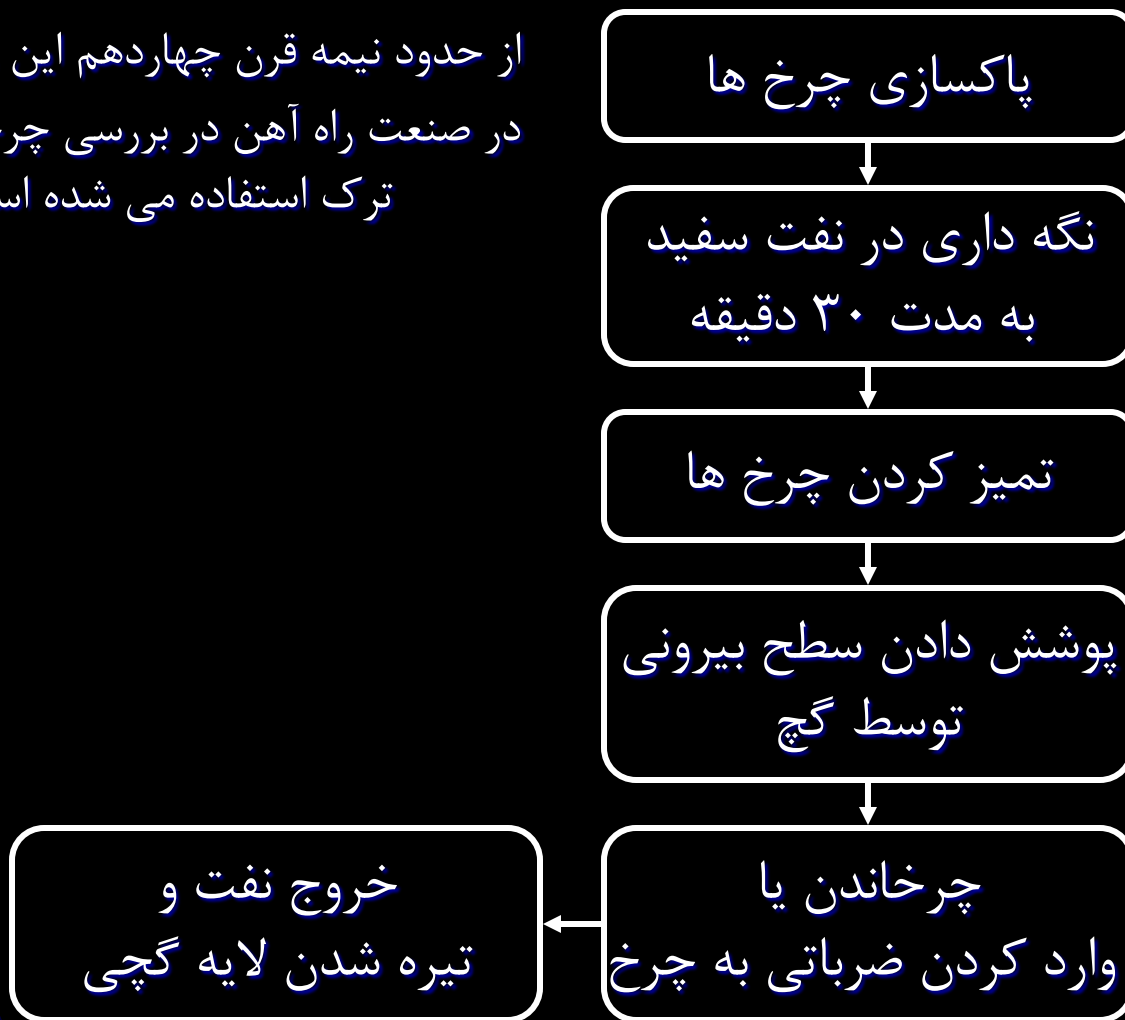 از حدود نیمه قرن چهاردهم این
در صنعت راه آهن در بررسی
ترک استفاده می شده
پاکسازی چرخ ها
نگه داری در نفت سفید
به مدت ۳۰ دقیقه
تمیز کردن چرخ ها
پوشش دادن سطح بیرونی
توسط گچ
چرخاندن یا
وارد کردن ضرباتی به چرخ
خروج نفت و
تیره شدن لایه گچی